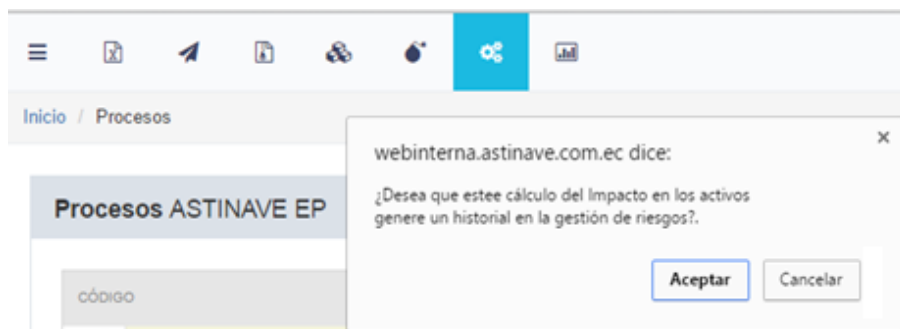 Inicio / Procesos
webinterna.astinave.com.ec dice:
¿Desea que estee cálculo del Impacto en los activos
genere un historial en la gestión de riesgos?.
Aceptar Cancelar
Procesos ASTINAVE EP
CÓDIGO